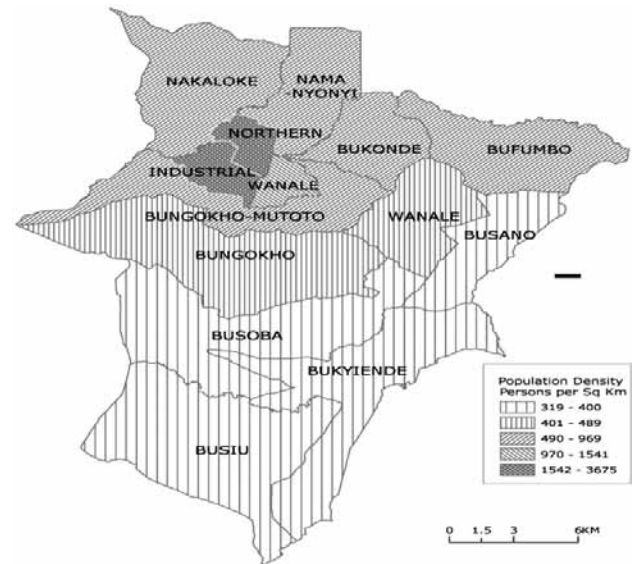 NAKALOKE
NAMA
-NYONYI
NORTHERN
BUKONDE
BUFUMBO
INDUSTRIAL
WANALE
BUNGOKHO-MUTOTO
WANALE
BUSANO
BUNGOKHO
BUSOBA
BUKYIENDE
BUSIU
Population Density
Persons per Sq Km
319 - 400
401 - 489
490 - 969
970 - 1541
1542 - 3675
0 1.5 3 6KM